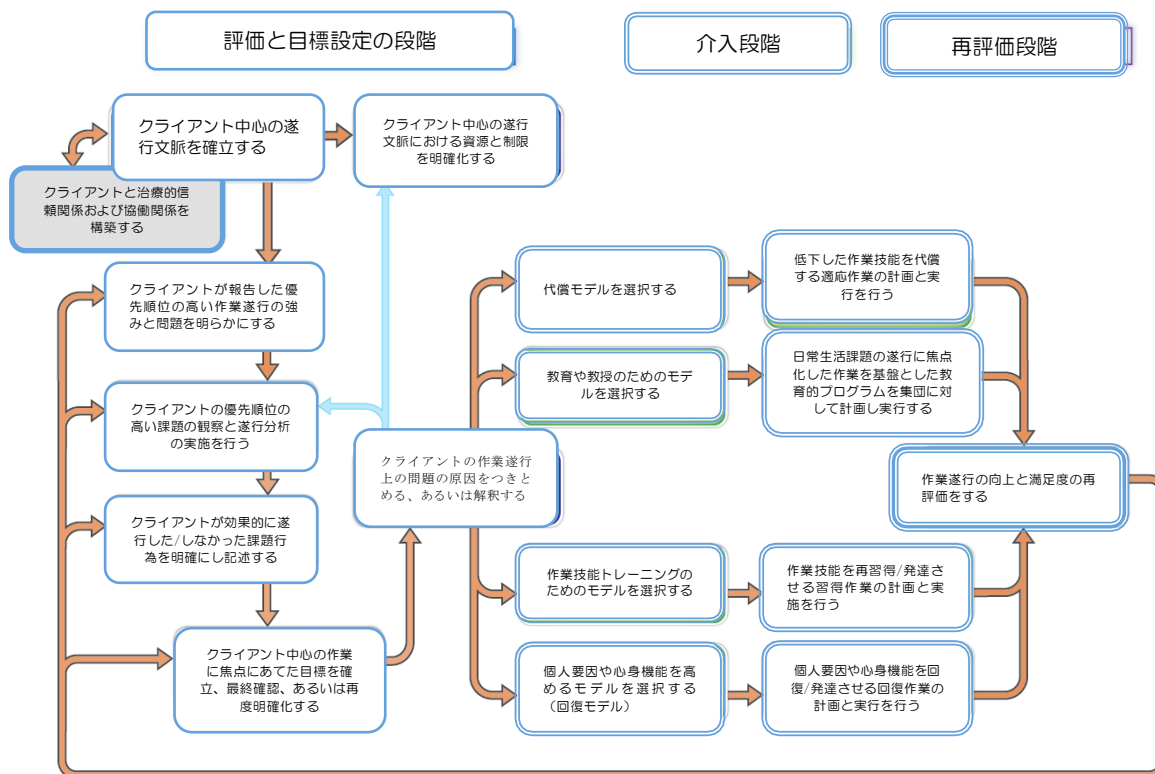 評価と目標設定の段階
介入段階
再評価段階
クライアント中心の遂
行文脈を確立する
クライアント中心の遂行
文脈における資源と制限
を明確化する
クライアントと治療的信
頼関係および協働関係を
構築する
クライアントが報告した優
先順位の高い作業遂行の強
みと問題を明らかにする
クライアントの優先順位の
高い課題の観察と遂行分析
の実施を行う
クライアントが効果的に遂
行した/しなかった課題行
為を明確にし記述する
クライアント中心の作業
に焦点にあてた目標を確
立、最終確認、あるいは再
度明確化する
クライアントの作業遂行
上の問題の原因をつきと
める、あるいは解釈する
代償モデルを選択する
低下した作業技能を代償
する適応作業の計画と実
行を行う
教育や教授のためのモデ
ルを選択する
日常生活課題の遂行に焦点
化した作業を基盤とした教
育的プログラムを集団に対
して計画し実行する
作業技能トレーニングの
ためのモデルを選択する
作業技能を再習得/発達さ
せる習得作業の計画と実
施を行う
個人要因や心身機能を高
めるモデルを選択する
（回復モデル）
個人要因や心身機能を回
復/発達させる回復作業の
計画と実行を行う
作業遂行の向上と満足度の再
評価をする